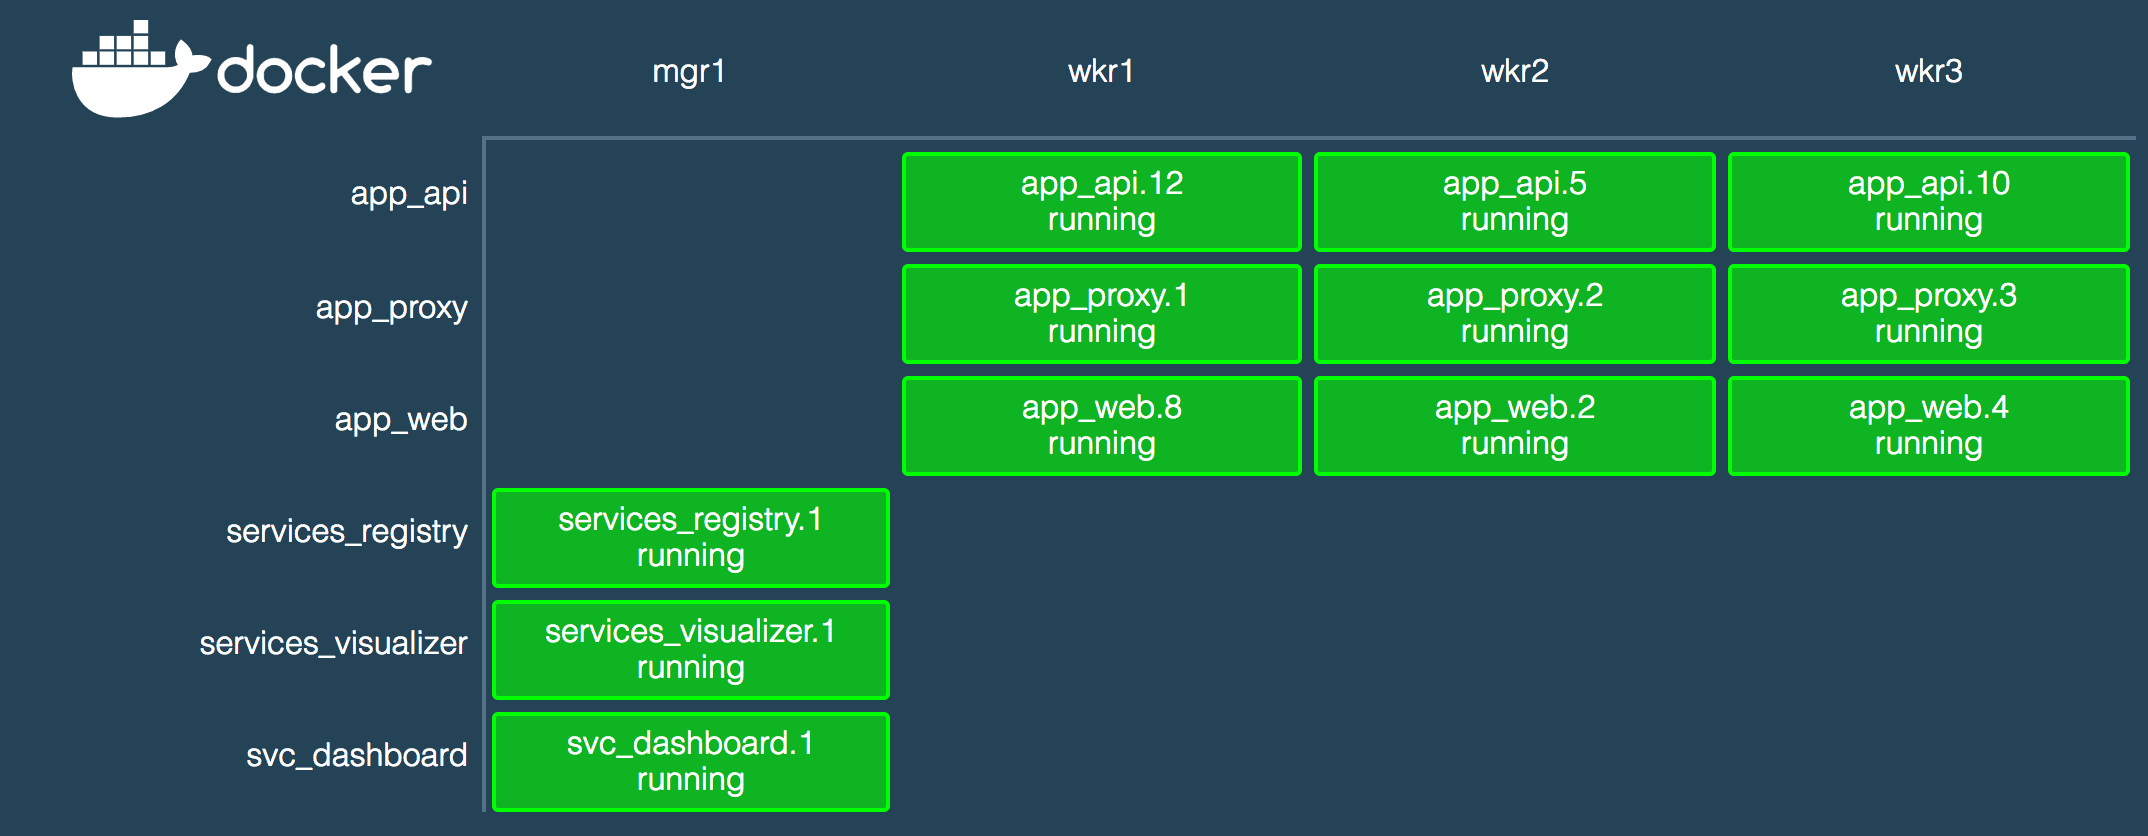 docker
mgr1
wkr1
wkr2
wkr3
app_api
app_api.12
running
app_api.5
running
app_api.10
running
app_proxy
app_proxy.1
running
app_proxy.2
running
app_proxy.3
running
app_web
app_web.8
running
app_web.2
running
app_web.4
running
services_registry
services_registry.1
running
services_visualizer
services_visualizer.1
running
svc_dashboard
svc_dashboard.1
running